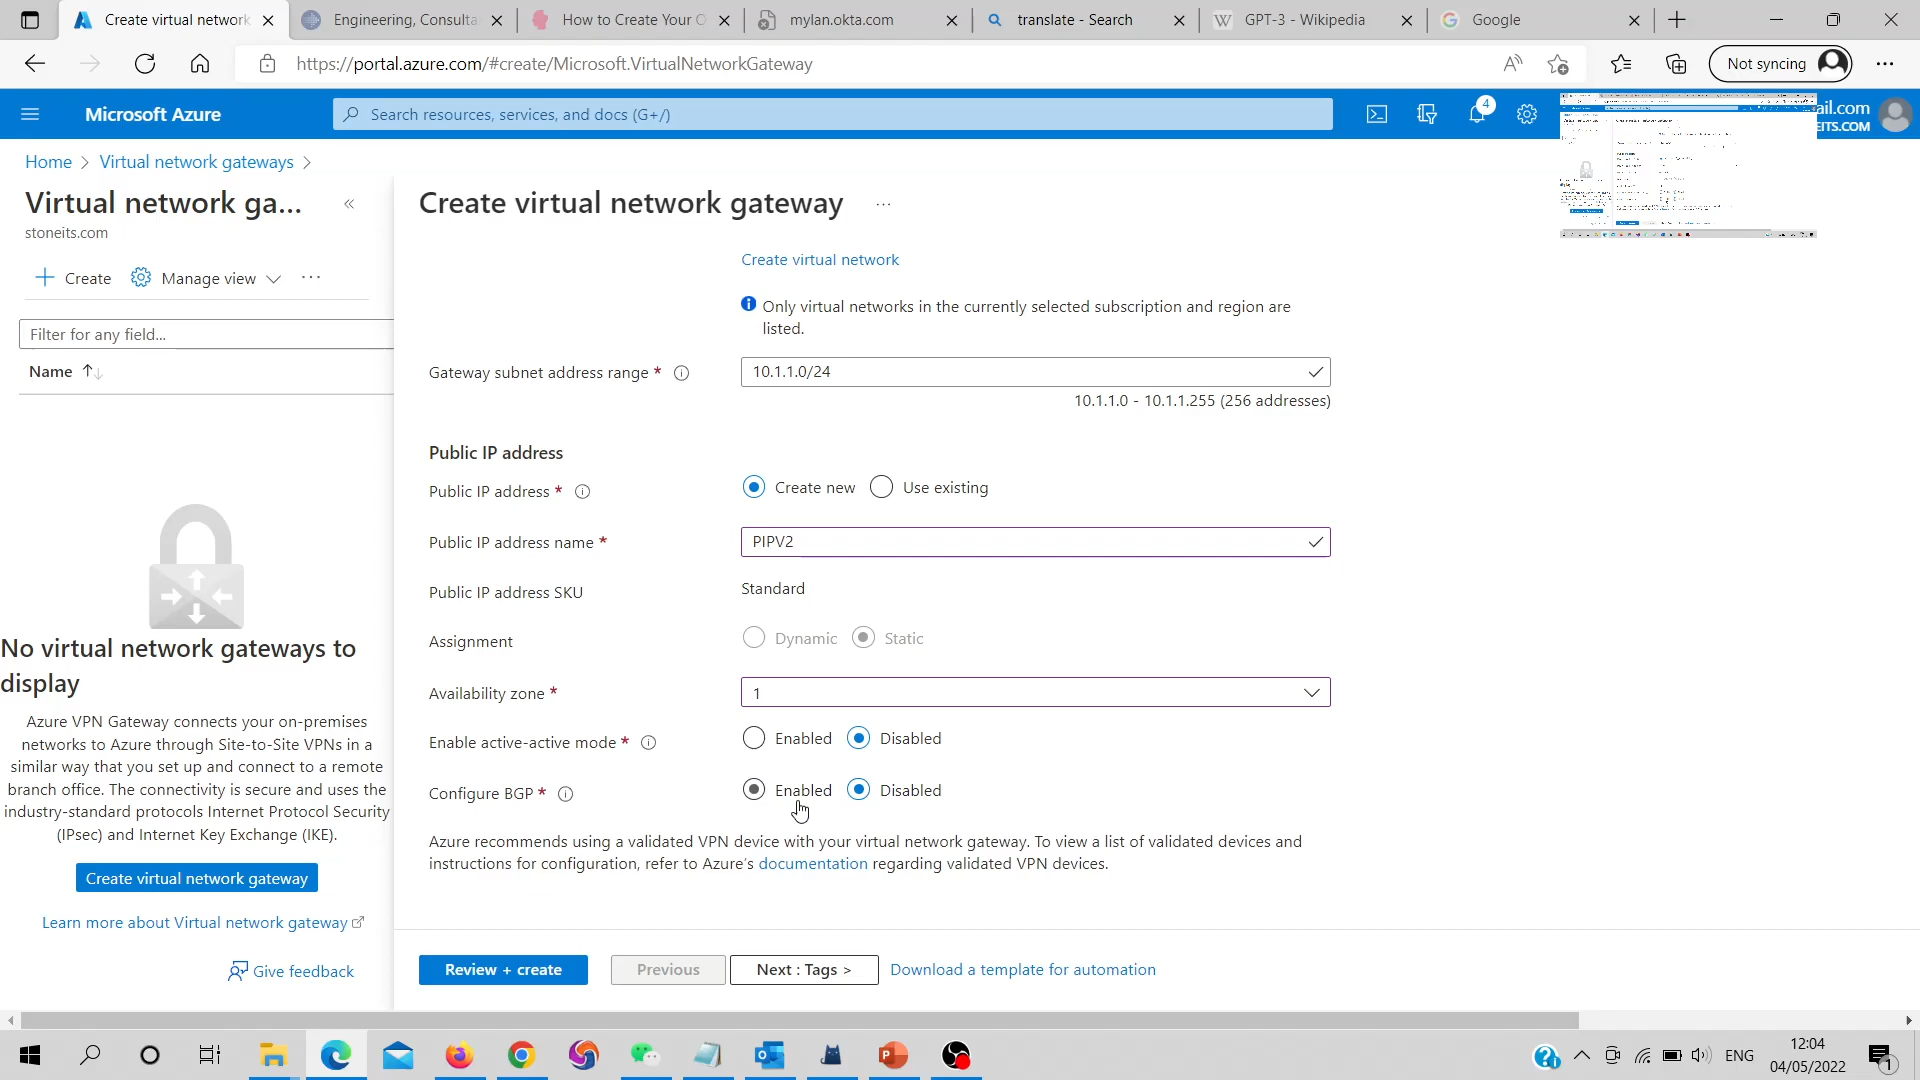 Create virtual network
Engineering, Consulta
How to Create Your O
mylan.okta.com
translate - Search
GPT-3 - Wikipedia
Google
https://portal.azure.com/#create/Microsoft.VirtualNetworkGateway
Not syncing
Microsoft Azure
Search resources, services, and docs (G+/)
4
ail.com
EITS.COM
Home > Virtual network gateways >
Virtual network ga...
stoneits.com
Create
Manage view
Filter for any field...
Name
No virtual network gateways to
display
Azure VPN Gateway connects your on-premises
networks to Azure through Site-to-Site VPNs in a
similar way that you set up and connect to a remote
branch office. The connectivity is secure and uses the
industry-standard protocols Internet Protocol Security
(IPsec) and Internet Key Exchange (IKE).
Create virtual network gateway
Learn more about Virtual network gateway
Give feedback
Create virtual network gateway
Create virtual network
Only virtual networks in the currently selected subscription and region are
listed.
Gateway subnet address range *
10.1.1.0/24
10.1.1.0 - 10.1.1.255 (256 addresses)
Public IP address
Public IP address *
Create new
Use existing
Public IP address name *
PIPV2
Public IP address SKU
Standard
Assignment
Dynamic
Static
Availability zone *
1
Enable active-active mode *
Enabled
Disabled
Configure BGP *
Enabled
Disabled
Azure recommends using a validated VPN device with your virtual network gateway. To view a list of validated devices and
instructions for configuration, refer to Azure's documentation regarding validated VPN devices.
Review + create
Previous
Next : Tags >
Download a template for automation
ENG
12:04
04/05/2022
1